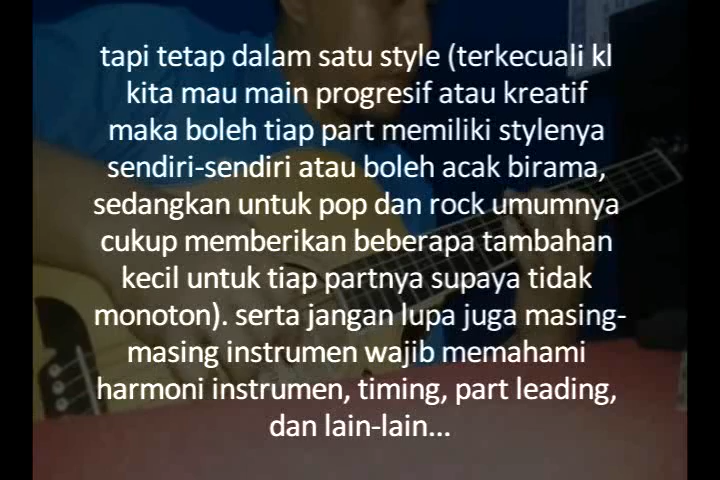 tapi tetap dalam satu style (terkecuali kl
kita mau main progresif atau kreatif
maka boleh tiap part memiliki stylenya
sendiri-sendiri atau boleh acak birama,
sedangkan untuk pop dan rock umumnya
cukup memberikan beberapa tambahan
kecil untuk tiap partnya supaya tidak
monoton). serta jangan lupa juga masing-
masing instrumen wajib memahami
harmoni instrumen, timing, part leading,
dan lain-lain...